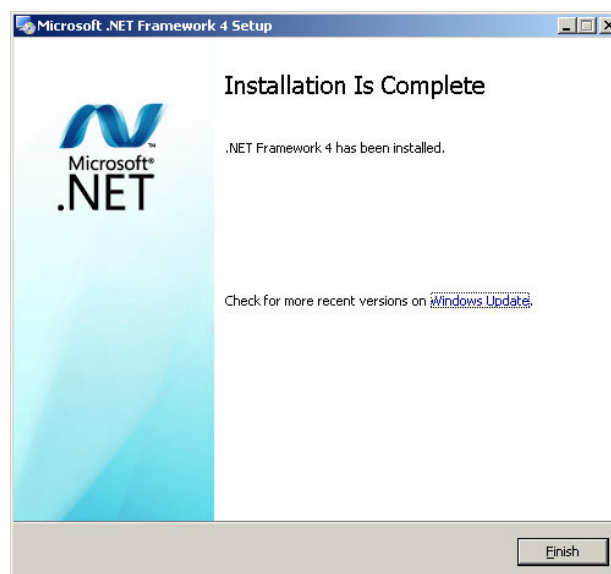 Microsoft .NET Framework 4 Setup
Installation Is Complete
.NET Framework 4 has been installed.
Microsoft®
.NET
™
Check for more recent versions on Windows Update.
Finish